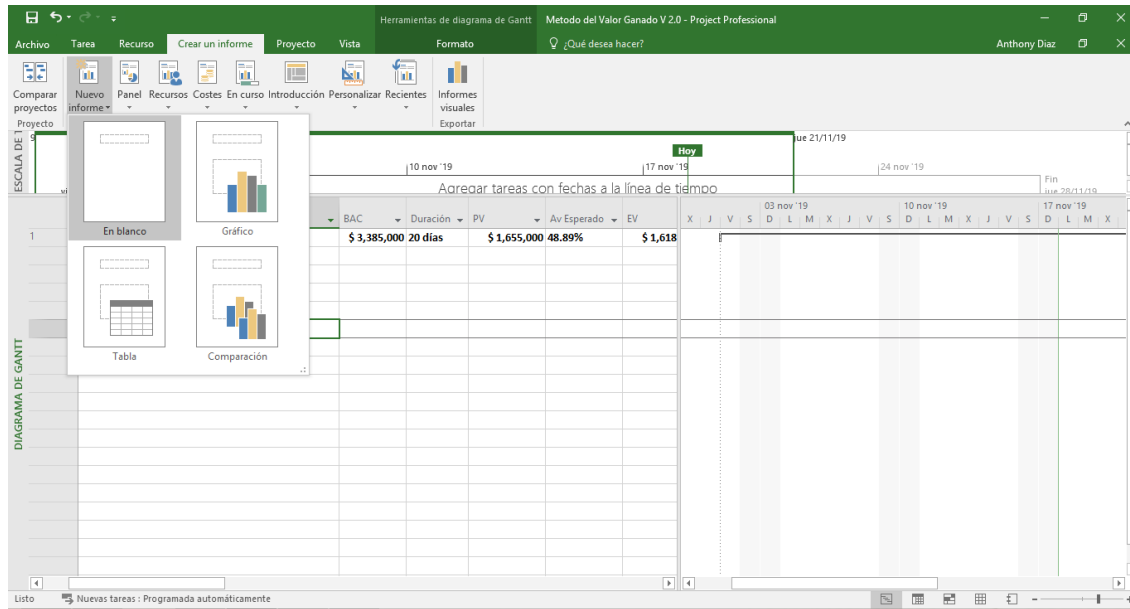 Herramientas de diagrama de Gantt Metodo del Valor Ganado V 2.0 - Project Professional
Archivo Tarea Recurso Crear un informe Proyecto Vista Formato ¿Qué desea hacer? Anthony Diaz
Comparar proyectos
Nuevo informe
Panel Recursos Costes En curso Introducción Personalizar Recientes
Informes visuales
Proyecto Exportar
ESCALA DE T
jue 21/11/19
Hoy
10 nov '19 17 nov '19 24 nov '19
Agregar tareas con fechas a la línea de tiempo
Fin
jue 28/11/19
En blanco Gráfico
Tabla Comparación
BAC Duración PV Av Esperado EV
03 nov '19 10 nov '19 17 nov '19
X J V S D L M X J V S D L M X J V S D L M X
1 $ 3,385,000 20 días $ 1,655,000 48.89% $ 1,618
DIAGRAMA DE GANTT
Listo Nuevas tareas : Programada automáticamente